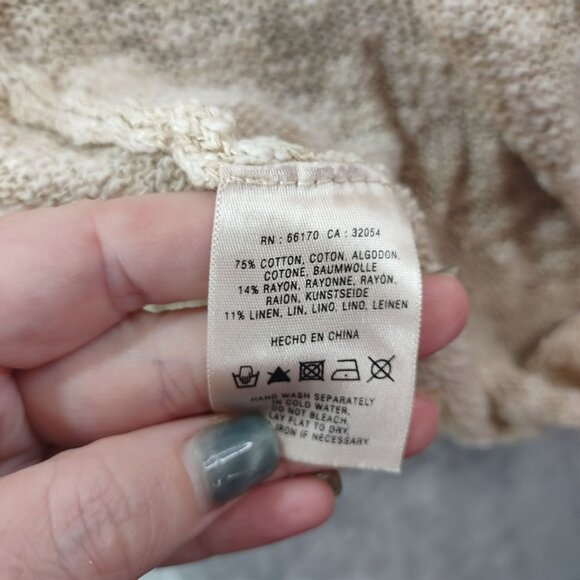 RN : 66170 CA : 32054
75% COTTON, COTON, ALGODON,
COTONE, BAUMWOLLE
14% RAYON, RAYONNE, RAYÓN,
RAION, KUNSTSEIDE
11% LINEN, LIN, LINO, LINO, LEINEN
HECHO EN CHINA
HAND WASH SEPARATELY
IN COLD WATER,
DO NOT BLEACH.
LAY FLAT TO DRY.
IRON IF NECESSARY